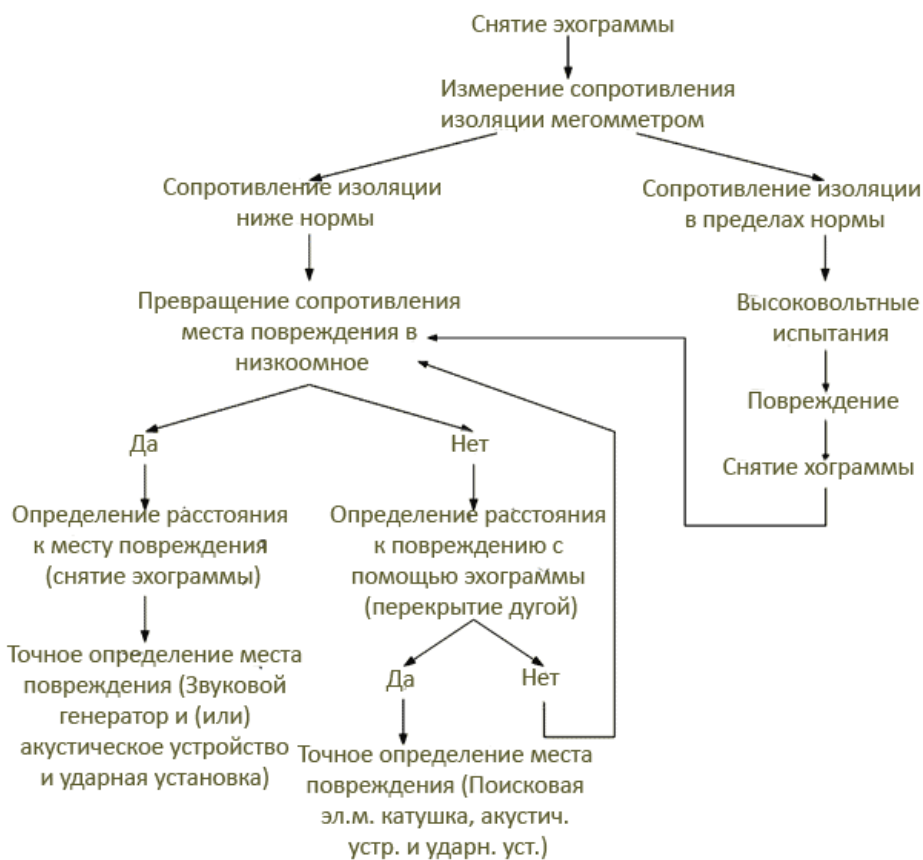 Снятие эхограммы
Измерение сопротивления
изоляции мегомметром
Сопротивление изоляции
ниже нормы
Сопротивление изоляции
в пределах нормы
Превращение сопротивления
места повреждения в
низкоомное
Высоковольтные
испытания
Повреждение
Снятие хограммы
Да
Нет
Определение расстояния
к месту повреждения
(снятие эхограммы)
Определение расстояния
к повреждению с
помощью эхограммы
(перекрытие дугой)
Точное определение места
повреждения (Звуковой
генератор и (или)
акустическое устройство
и ударная установка)
Да
Нет
Точное определение места
повреждения (Поисковая
эл.м. катушка, акустич.
устр. и ударн. уст.)